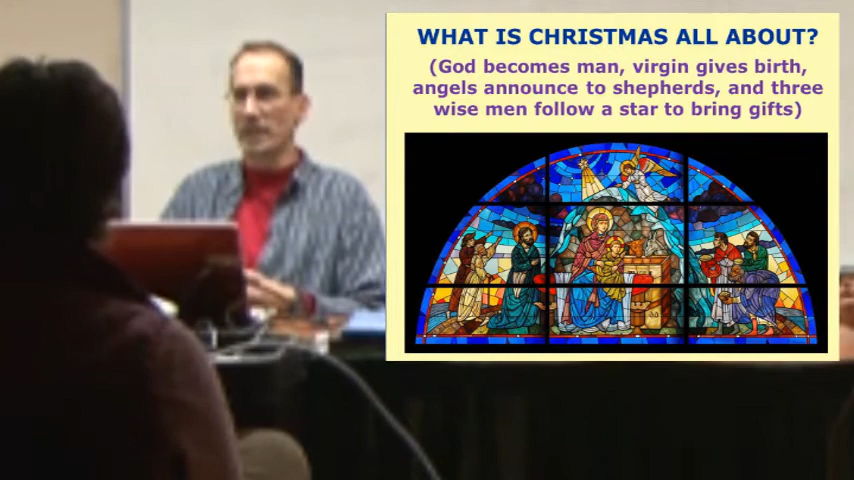 WHAT IS CHRISTMAS ALL ABOUT?
(God becomes man, virgin gives birth,
angels announce to shepherds, and three
wise men follow a star to bring gifts)